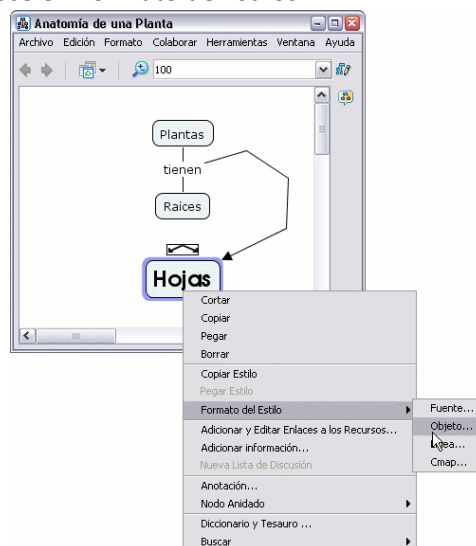 Anatomía de una Planta
Archivo Edición Formato Colaborar Herramientas Ventana Ayuda
100
Plantas
tienen
Raíces
Hojas
Cortar
Copiar
Pegar
Borrar
Copiar Estilo
Pegar Estilo
Formato del Estilo
Fuente...
Adicionar y Editar Enlaces a los Recursos...
Objeto...
Adicionar información...
Línea...
Nueva Lista de Discusión
Cmap...
Anotación...
Nodo Anidado
Diccionario y Tesauro ...
Buscar